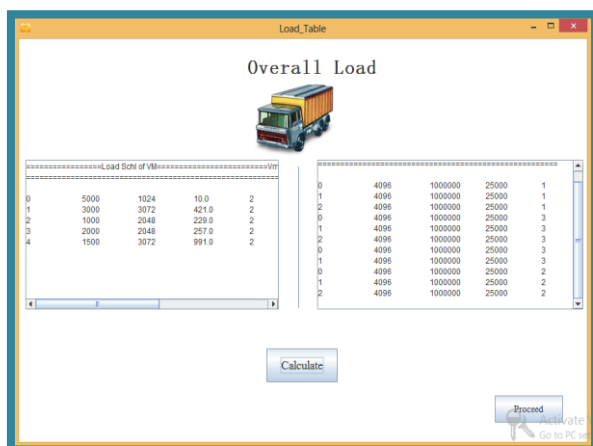 Load_Table
Overall Load
=================Load Schl of VM=========================Vm
=========================================================
0 5000 1024 10.0 2
1 3000 3072 421.0 2
2 1000 2048 229.0 2
3 2000 2048 257.0 2
4 1500 3072 991.0 2
=======================================================
0 4096 1000000 25000 1
1 4096 1000000 25000 1
2 4096 1000000 25000 1
0 4096 1000000 25000 3
1 4096 1000000 25000 3
2 4096 1000000 25000 3
0 4096 1000000 25000 3
1 4096 1000000 25000 3
0 4096 1000000 25000 2
1 4096 1000000 25000 2
2 4096 1000000 25000 2
Calculate
Proceed
Activate
Go to PC se